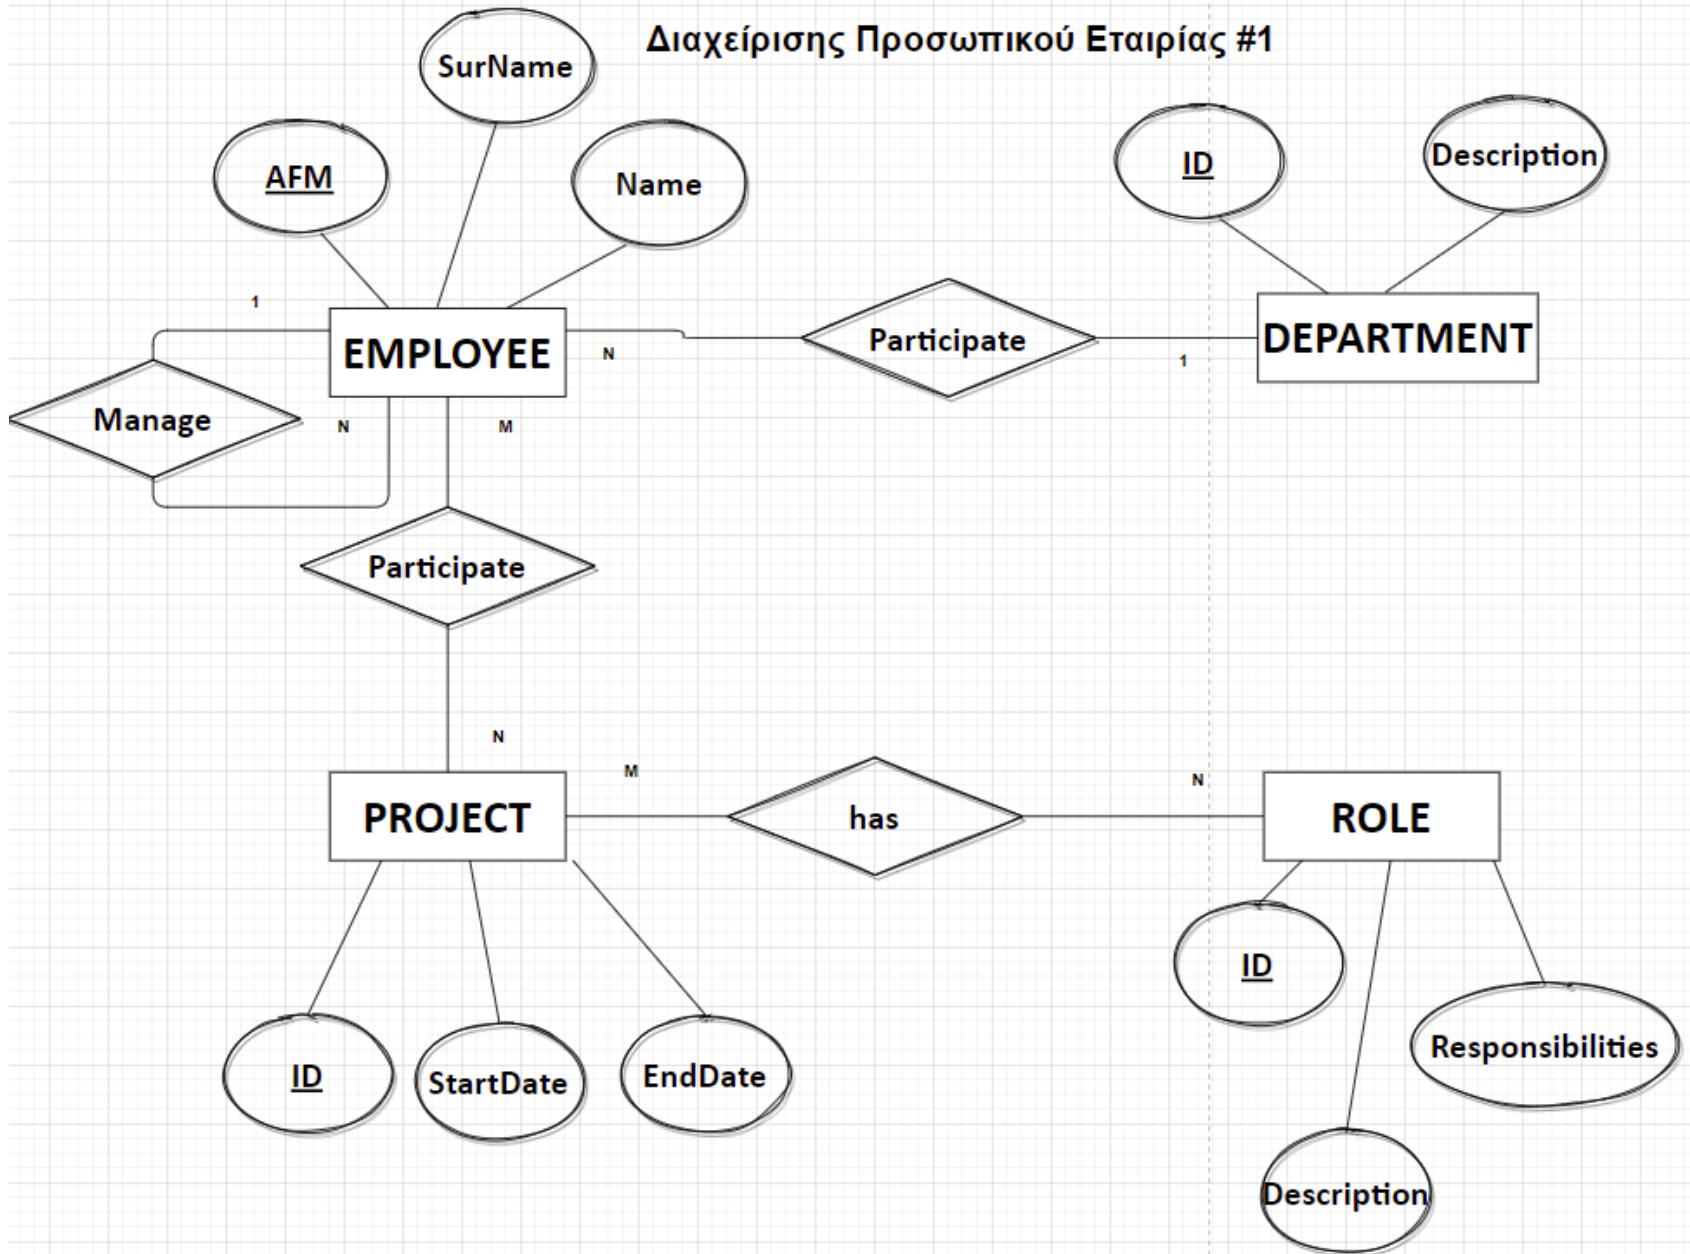 Διαχείρισης Προσωπικού Εταιρίας #1
SurName
AFM
Name
ID
Description
1
EMPLOYEE
N
Participate
1
DEPARTMENT
Manage
N
M
Participate
N
M
N
PROJECT
has
ROLE
ID
Responsibilities
ID
StartDate
EndDate
Description